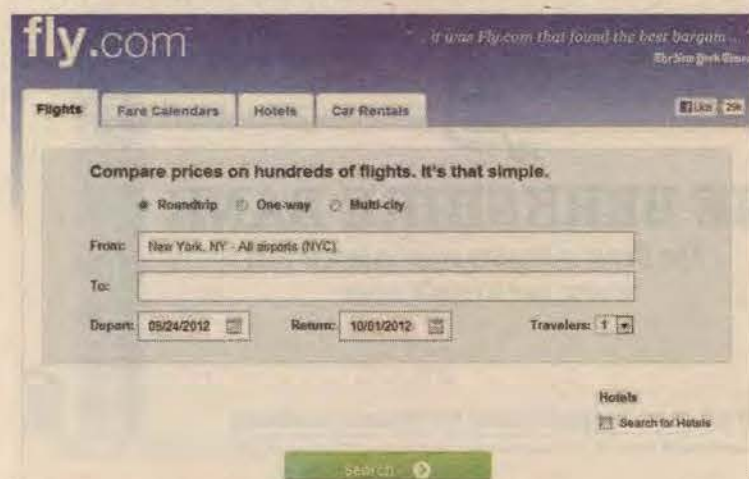 fly.com
"...it was Fly.com that found the best bargain...
The New York Times
Flights Fare Calendars Hotels Car Rentals
Like 29k
Compare prices on hundreds of flights. It's that simple.
Roundtrip One-way Multi-city
From: New York, NY - All airports (NYC)
To:
Depart: 05/24/2012 Return: 10/01/2012 Travelers: 1
Hotels
Search for Hotels
Search